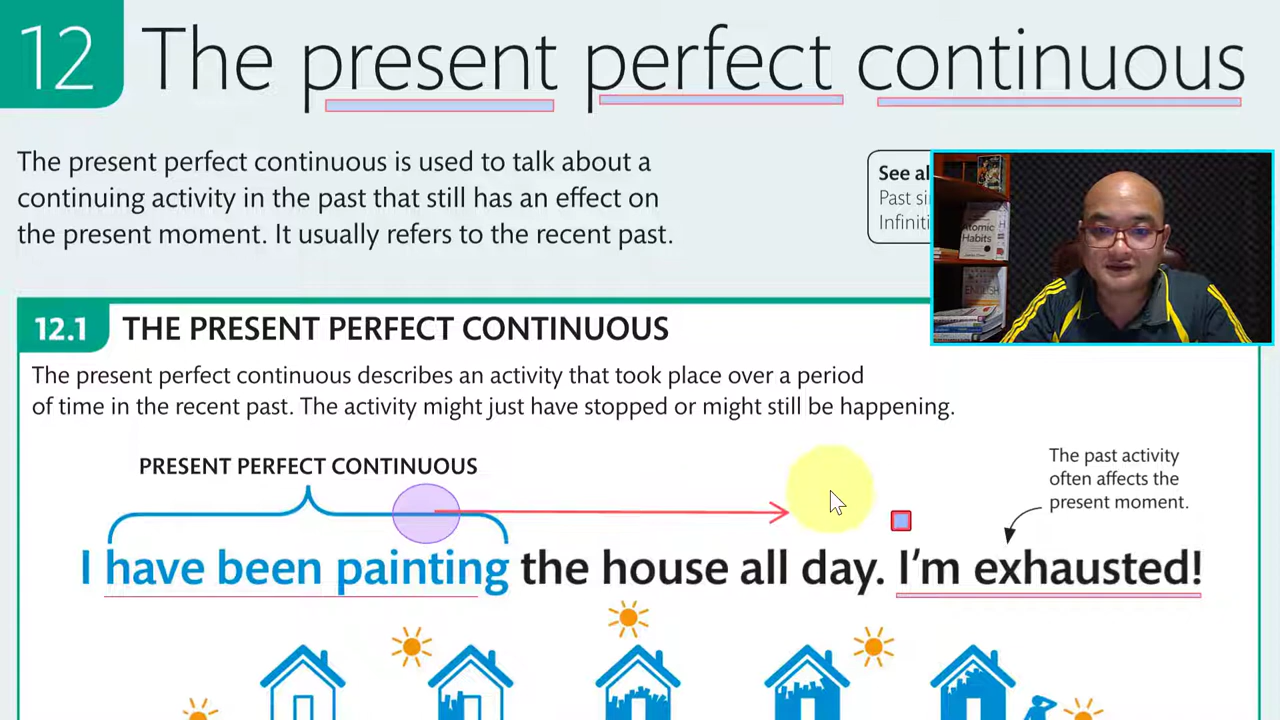 12 The present perfect continuous
The present perfect continuous is used to talk about a
continuing activity in the past that still has an effect on
the present moment. It usually refers to the recent past.
See al
Past si
Infiniti
Atomic
Habits
ENGLISH
12.1 THE PRESENT PERFECT CONTINUOUS
The present perfect continuous describes an activity that took place over a period
of time in the recent past. The activity might just have stopped or might still be happening.
PRESENT PERFECT CONTINUOUS
The past activity
often affects the
present moment.
I have been painting the house all day. I'm exhausted!